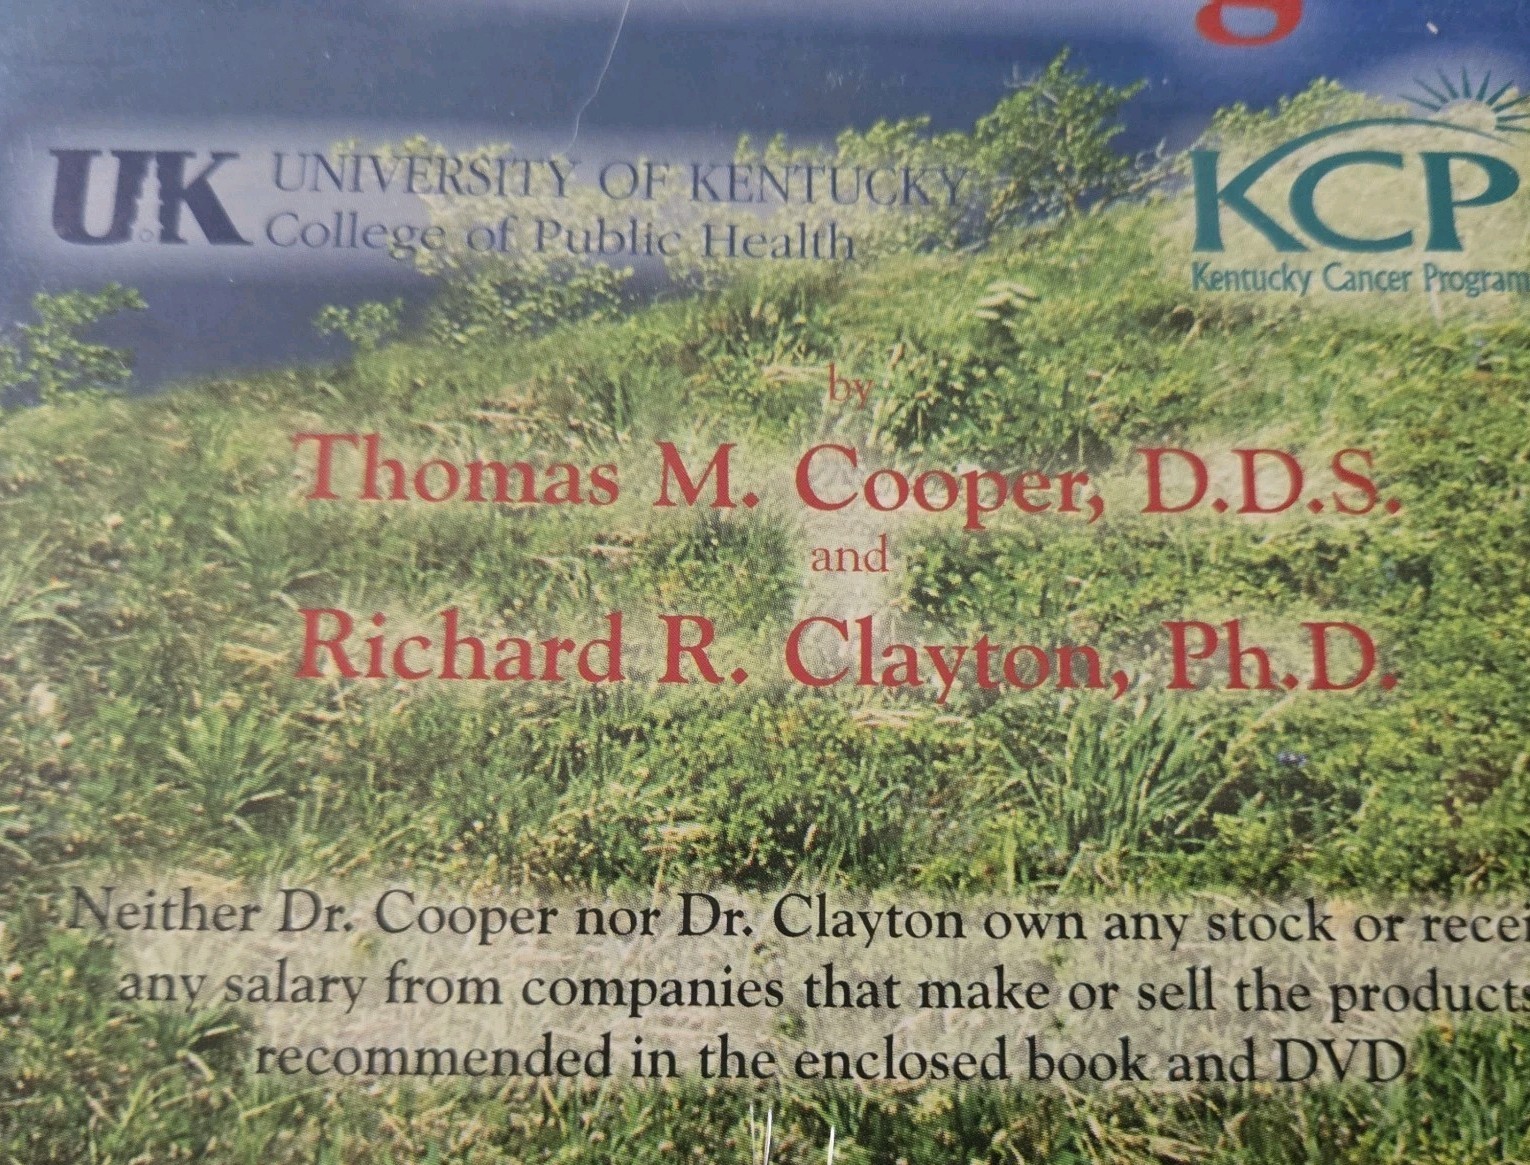 g
UK UNIVERSITY OF KENTUCKY
College of Public Health
KCP
Kentucky Cancer Program
by
Thomas M. Cooper, D.D.S.
and
Richard R. Clayton, Ph.D.
Neither Dr. Cooper nor Dr. Clayton own any stock or recei
any salary from companies that make or sell the products
recommended in the enclosed book and DVD